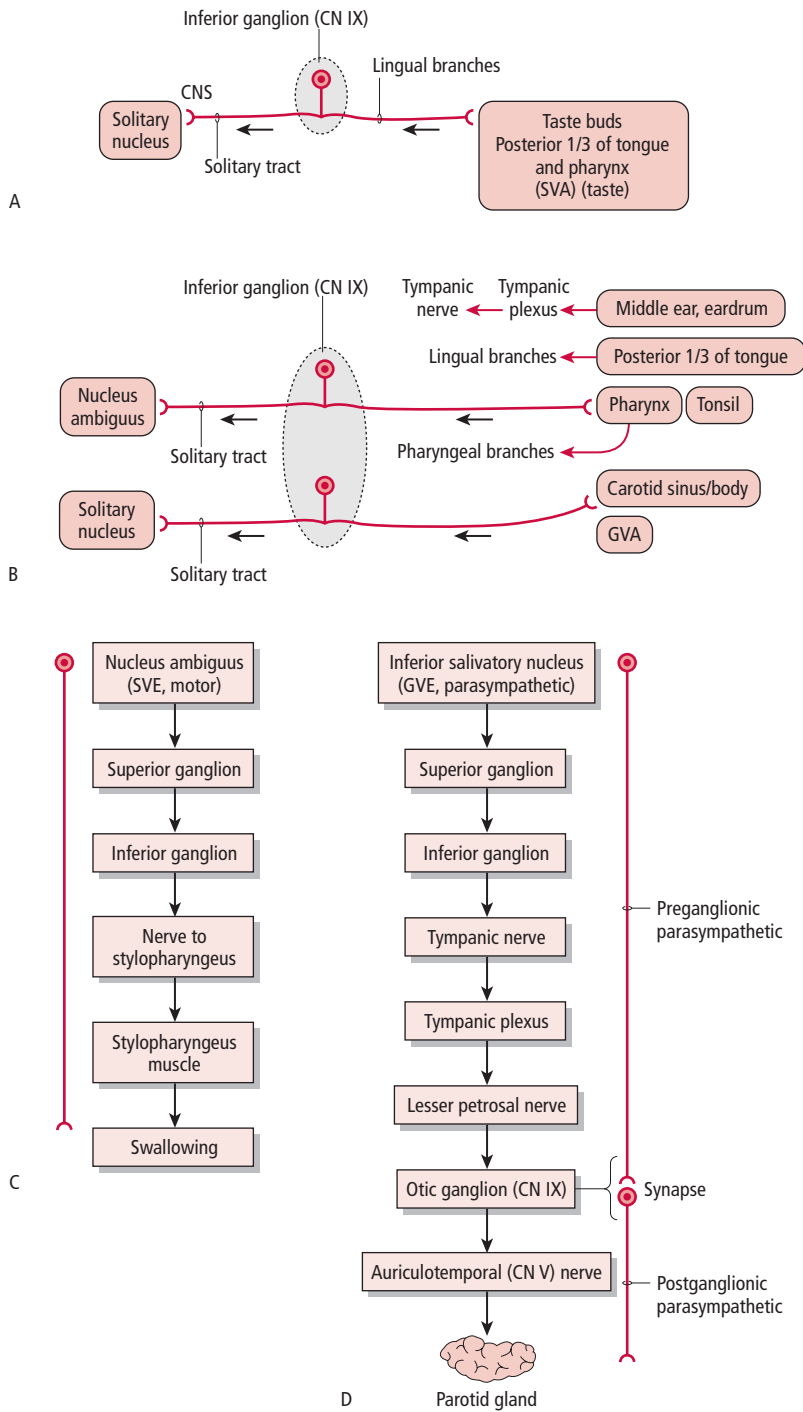 Inferior ganglion (CN IX)
Lingual branches
CNS
Solitary
nucleus
Solitary tract
Taste buds
Posterior 1/3 of tongue
and pharynx
(SVA) (taste)
A
Inferior ganglion (CN IX)
Tympanic
nerve
Tympanic
plexus
Middle ear, eardrum
Lingual branches
Posterior 1/3 of tongue
Nucleus
ambiguus
Solitary tract
Pharynx
Tonsil
Pharyngeal branches
Solitary
nucleus
Solitary tract
Carotid sinus/body
GVA
B
Nucleus ambiguus
(SVE, motor)
Superior ganglion
Inferior ganglion
Nerve to
stylopharyngeus
Stylopharyngeus
muscle
Swallowing
C
Inferior salivatory nucleus
(GVE, parasympathetic)
Superior ganglion
Inferior ganglion
Tympanic nerve
Tympanic plexus
Lesser petrosal nerve
Otic ganglion (CN IX)
Auriculotemporal (CN V) nerve
Parotid gland
Preganglionic
parasympathetic
Synapse
Postganglionic
parasympathetic
D